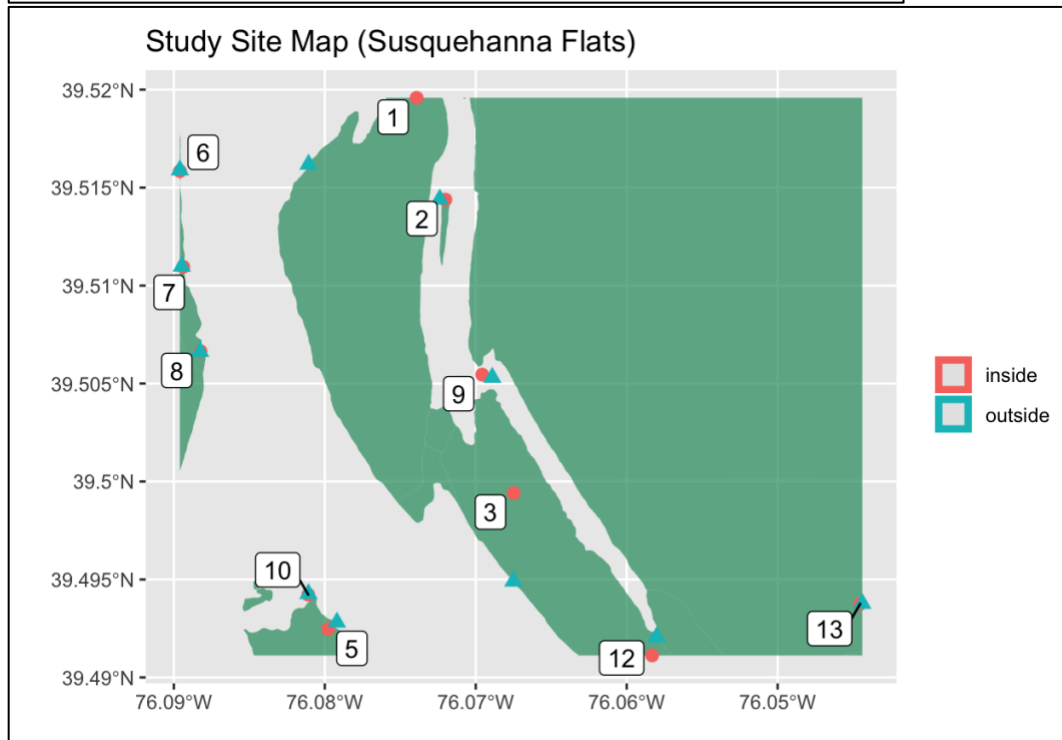 Study Site Map (Susquehanna Flats)
39.52°N
39.515°N
39.51°N
39.505°N
39.5°N
39.495°N
39.49°N
1
6
2
7
8
9
3
10
5
12
13
76.09°W 76.08°W 76.07°W 76.06°W 76.05°W
inside
outside